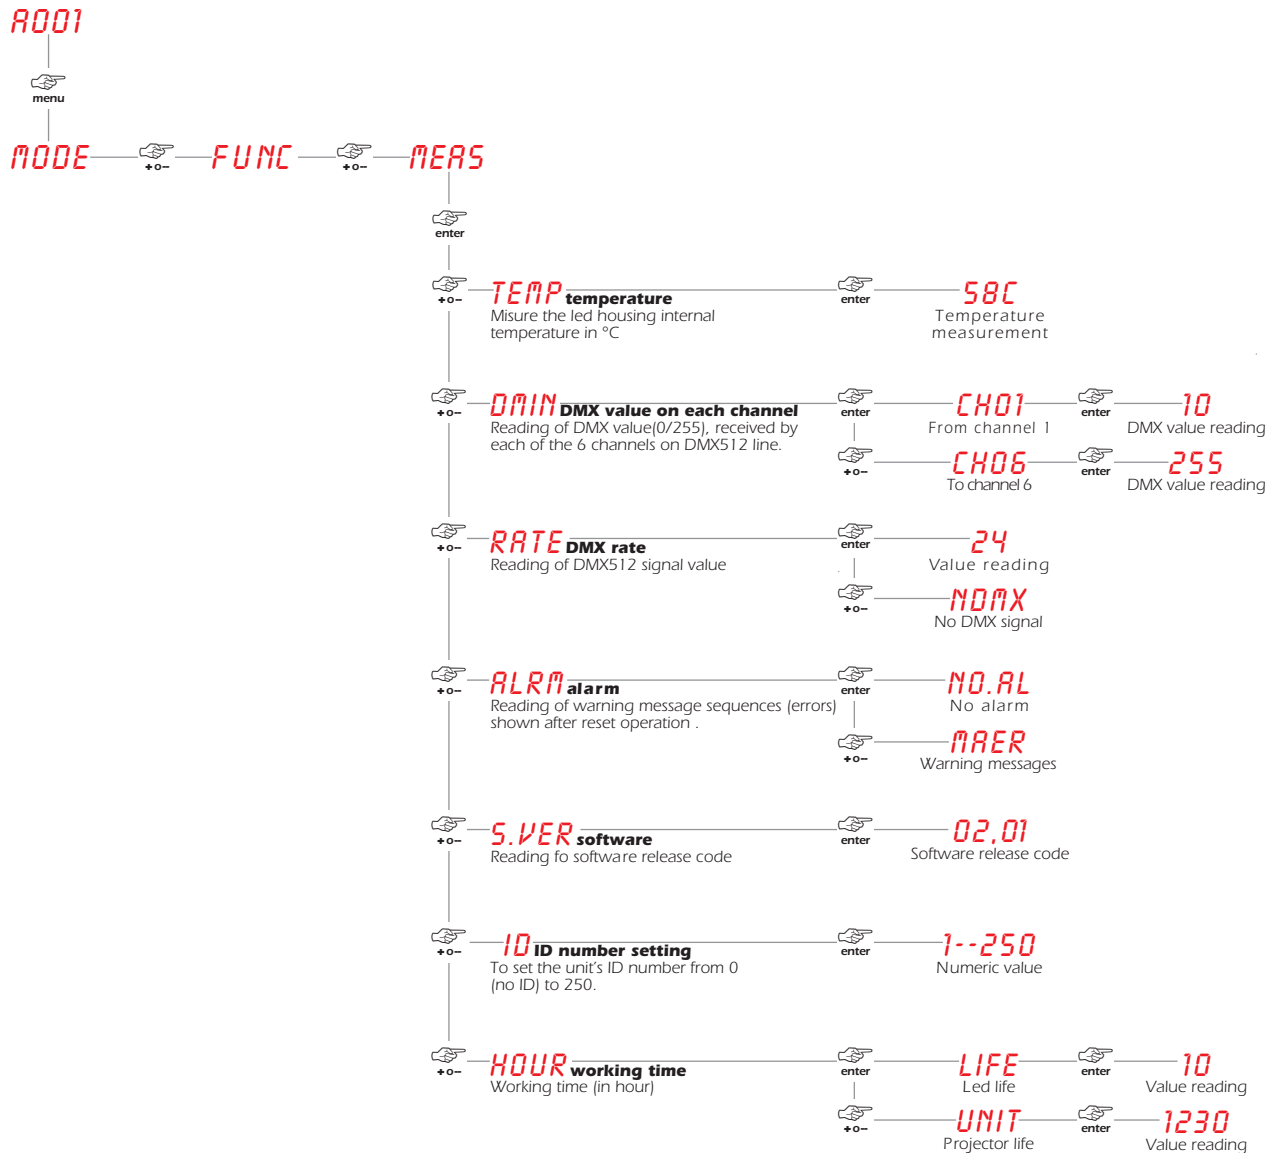 A001
menu
MODE +o− FUNC +o− MEAS
enter
+o− TEMP temperature enter 58C
Misure the led housing internal
temperature in °C
Temperature
measurement
+o− DMIN DMX value on each channel enter CH01 enter 10
Reading of DMX value(0/255), received by
each of the 6 channels on DMX512 line.
From channel 1 DMX value reading
+o− CH06 enter 255
To channel 6 DMX value reading
+o− RATE DMX rate enter 24
Reading of DMX512 signal value Value reading
+o− NDMX
No DMX signal
+o− ALRM alarm enter NO.AL
Reading of warning message sequences (errors)
shown after reset operation .
No alarm
+o− MAER
Warning messages
+o− S.VER software enter 02,01
Reading fo software release code Software release code
+o− ID ID number setting enter 1--250
To set the unit's ID number from 0
(no ID) to 250.
Numeric value
+o− HOUR working time enter LIFE enter 10
Working time (in hour) Led life Value reading
+o− UNIT enter 1230
Projector life Value reading